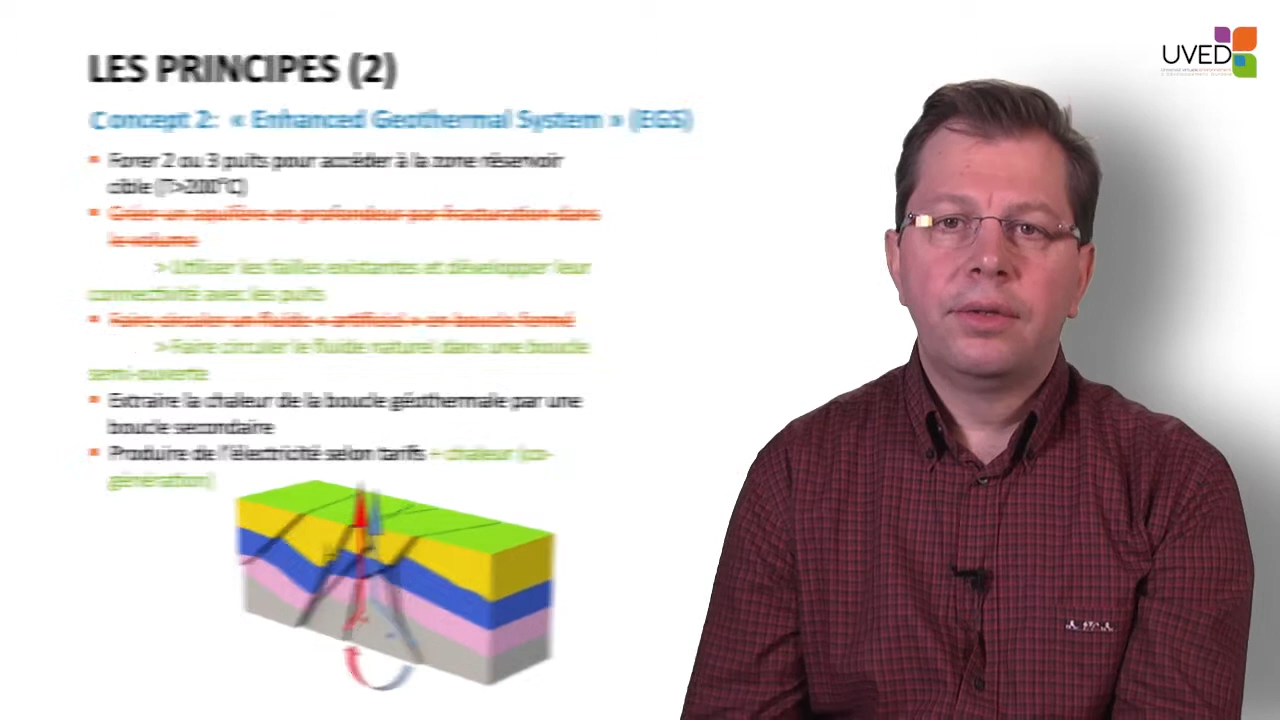 LES PRINCIPES (2)
UVED
Concept 2: « Enhanced Geothermal System » (EGS)
Forer 2 ou 3 puits pour accéder à la zone réservoir
cible (T>200°C)
Créer un aquifère en profondeur par fracturation dans
le volume
> Utiliser les failles existantes et développer leur
connectivité avec les puits
Faire circuler un fluide « artificiel » en boucle fermé
> Faire circuler le fluide naturel dans une boucle
semi-ouverte
Extraire la chaleur de la boucle géothermale par une
boucle secondaire
Produire de l'électricité selon tarifs + chaleur (co-
génération)